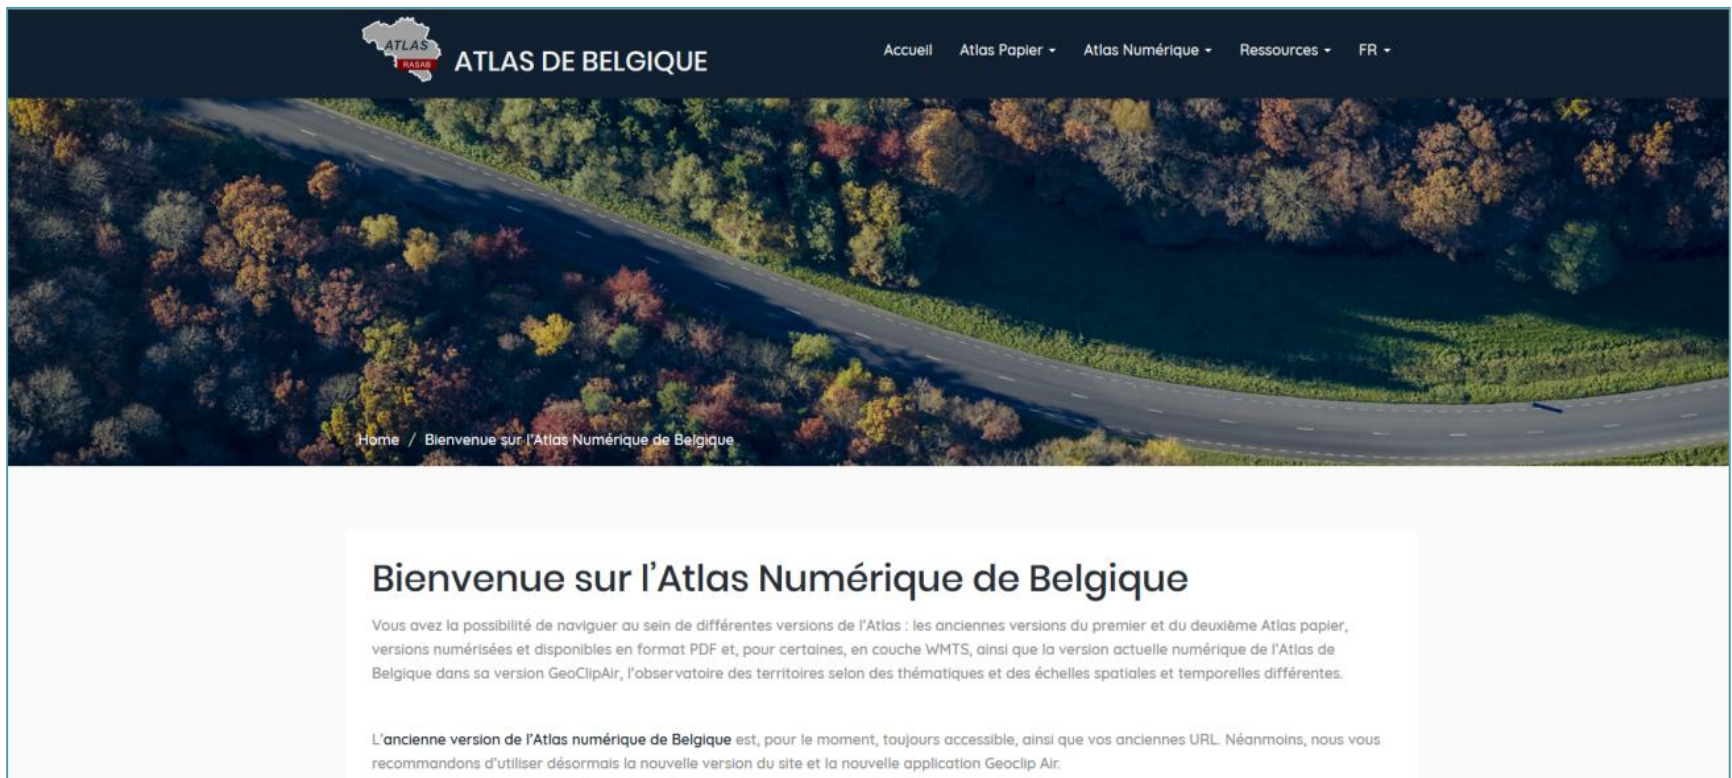 ATLAS
RASAB
ATLAS DE BELGIQUE
Accueil
Atlas Papier
Atlas Numérique
Ressources
FR
Home / Bienvenue sur l'Atlas Numérique de Belgique
Bienvenue sur l'Atlas Numérique de Belgique
Vous avez la possibilité de naviguer au sein de différentes versions de l'Atlas : les anciennes versions du premier et du deuxième Atlas papier,
versions numérisées et disponibles en format PDF et, pour certaines, en couche WMTS, ainsi que la version actuelle numérique de l'Atlas de
Belgique dans sa version GeoClipAir, l'observatoire des territoires selon des thématiques et des échelles spatiales et temporelles différentes.
L'ancienne version de l'Atlas numérique de Belgique est, pour le moment, toujours accessible, ainsi que vos anciennes URL. Néanmoins, nous vous
recommandons d'utiliser désormais la nouvelle version du site et la nouvelle application Geoclip Air.